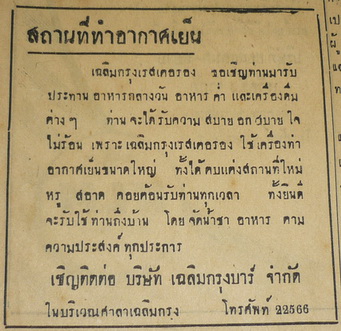 สถานที่ทำอากาศเย็น
เฉลิมกรุงเรสเตอรอง ขอเชิญท่านมารับ
ประทาน อาหารกลางวัน อาหาร ค่ำ และเครื่องดื่ม
ต่างๆ ท่าน จะได้ รับความ สบาย อก สบาย ใจ
ไม่ร้อน เพราะ เฉลิมกรุงเรสเตอรอง ใช้ เครื่องทำ
อากาศเย็นขนาดใหญ่ ทั้งได้ ตบแต่งสถานที่ใหม่
หรู สอาด คอยต้อนรับท่านทุกเวลา ทั้งยินดี
จะรับใช้ ท่านถึงบ้าน โดย จัดน้ำชา อาหาร ตาม
ความประสงค์ ทุกประการ
เชิญติดต่อ บริษัท เฉลิมกรุงบาร์ จำกัด
ในบริเวณศาลาเฉลิมกรุง โทรศัพท์ 22566